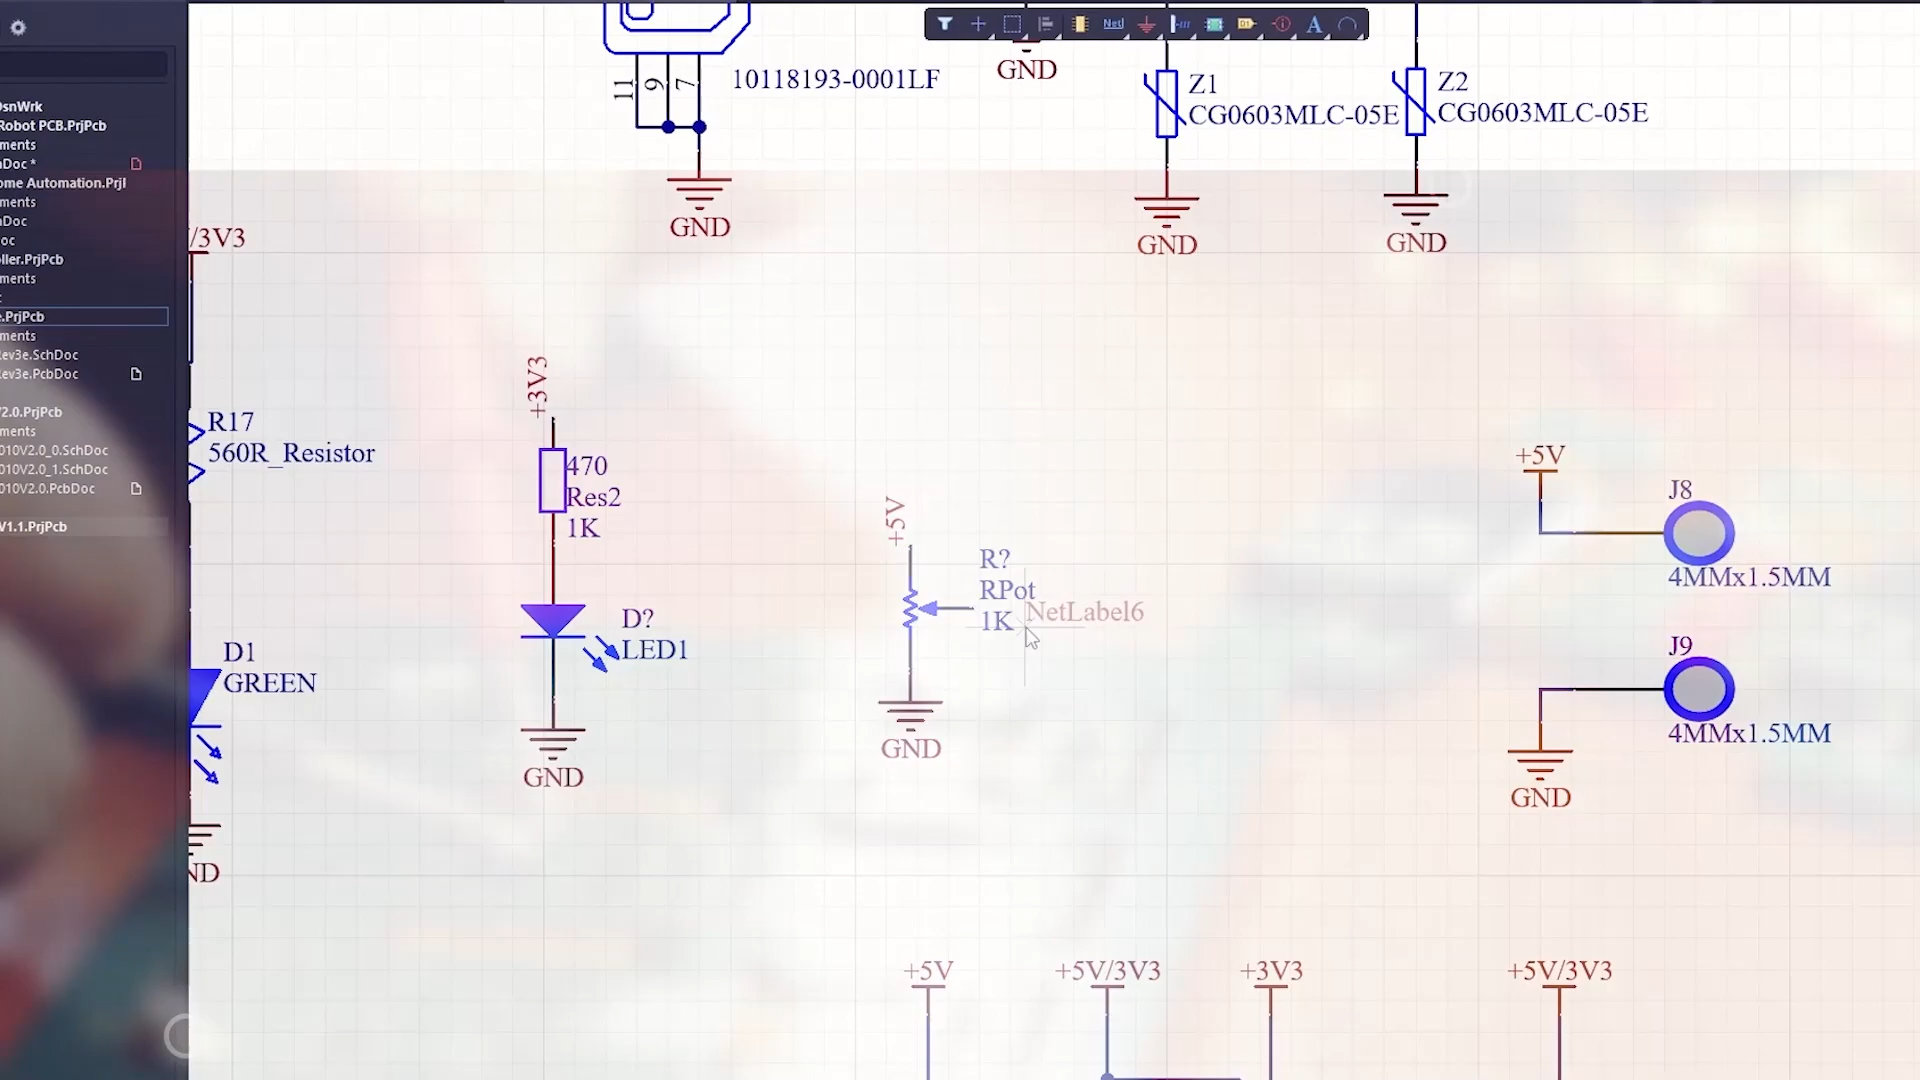 DsnWrk
Robot PCB.PrjPcb
ments
Doc *
ome Automation.PrjI
ments
Doc
oc
ller.PrjPcb
ments
.PrjPcb
ments
ev3e.SchDoc
ev3e.PcbDoc
V2.0.PrjPcb
ments
010V2.0_0.SchDoc
010V2.0_1.SchDoc
010V2.0.PcbDoc
V1.1.PrjPcb
Net
A
11
9
7
10118193-0001LF
GND
GND
Z1
CG0603MLC-05E
GND
Z2
CG0603MLC-05E
GND
/3V3
R17
560R_Resistor
D1
GREEN
ND
+3V3
470
Res2
1K
D?
LED1
GND
+5V
R?
RPot
1K
NetLabel6
GND
+5V
J8
4MMx1.5MM
J9
4MMx1.5MM
GND
+5V
+5V/3V3
+3V3
+5V/3V3